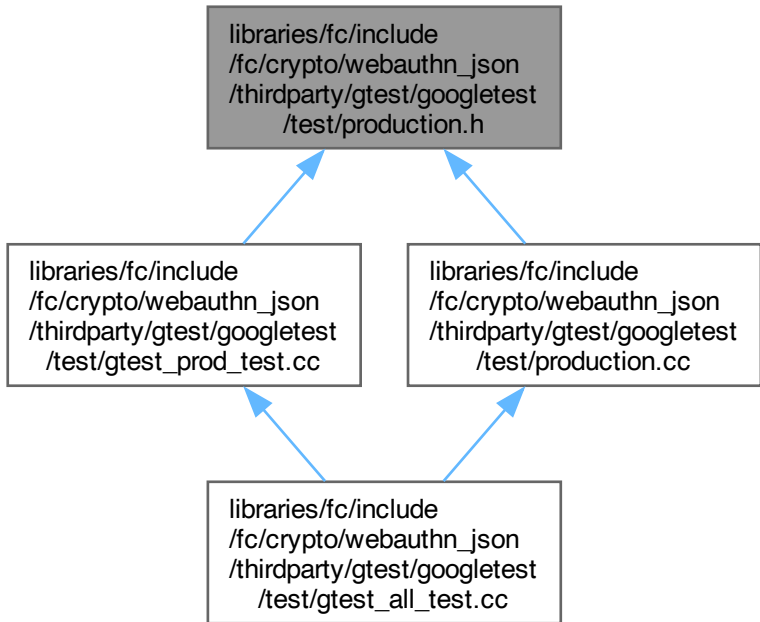 libraries/fc/include
/fc/crypto/webauthn_json
/thirdparty/gtest/googletest
/test/production.h
libraries/fc/include
/fc/crypto/webauthn_json
/thirdparty/gtest/googletest
/test/gtest_prod_test.cc
libraries/fc/include
/fc/crypto/webauthn_json
/thirdparty/gtest/googletest
/test/production.cc
libraries/fc/include
/fc/crypto/webauthn_json
/thirdparty/gtest/googletest
/test/gtest_all_test.cc